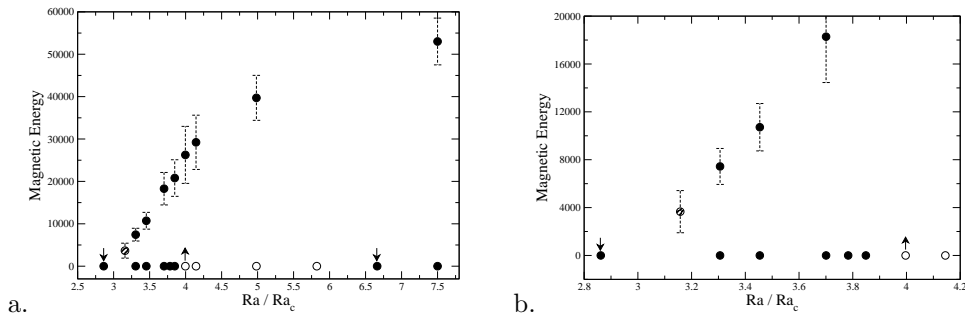 60000
50000
40000
30000
20000
10000
0
Magnetic Energy
2.5 3 3.5 4 4.5 5 5.5 6 6.5 7 7.5
Ra / Ra_c
a.
20000
16000
12000
8000
4000
0
Magnetic Energy
2.8 3 3.2 3.4 3.6 3.8 4 4.2
Ra / Ra_c
b.